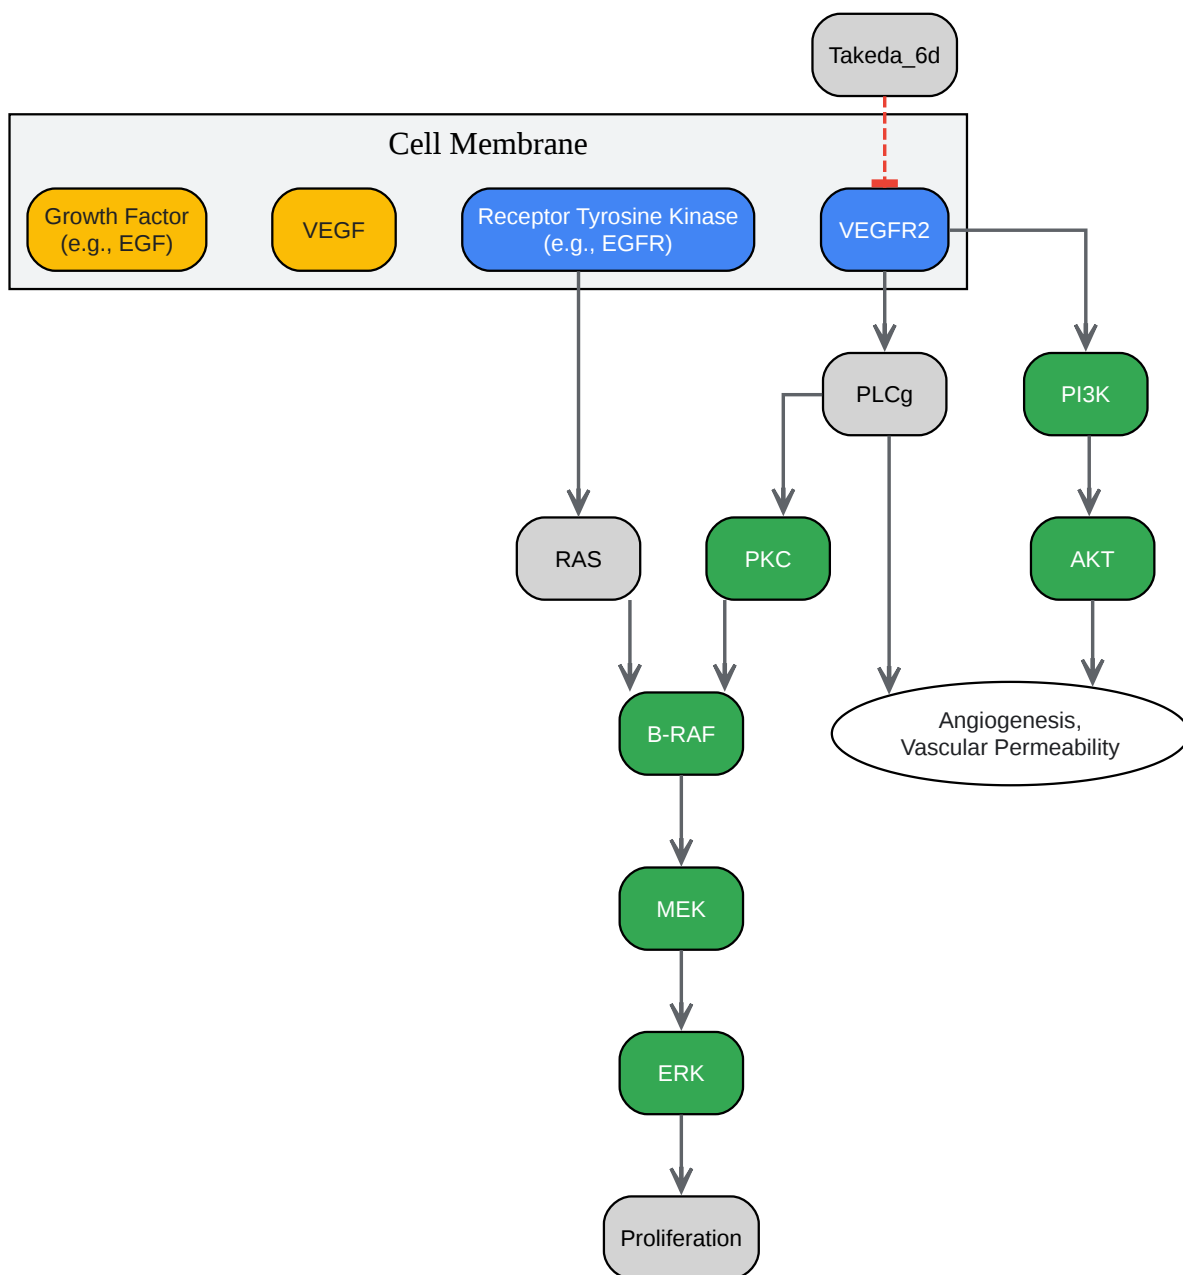 Takeda_6d
Cell Membrane
Growth Factor
(e.g., EGF)
VEGF
Receptor Tyrosine Kinase
(e.g., EGFR)
VEGFR2
PLCg
PI3K
RAS
PKC
AKT
B-RAF
Angiogenesis,
Vascular Permeability
MEK
ERK
Proliferation